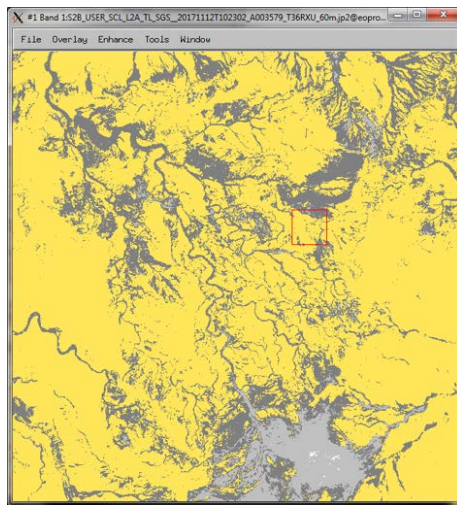 #1 Band 1:S2B_USER_SCL_L2A_TL_SGS__20171112T102302_A003579_T36RXU_60m.jp2@eopro...
File Overlay Enhance Tools Window